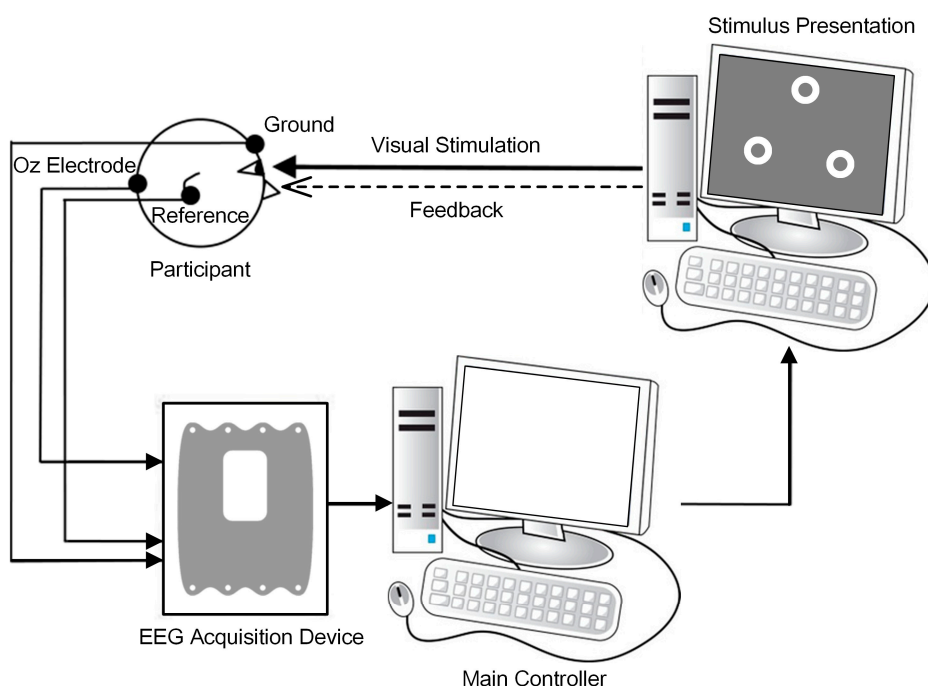 Stimulus Presentation
Ground
Visual Stimulation
Oz Electrode
Reference
Feedback
Participant
EEG Acquisition Device
Main Controller